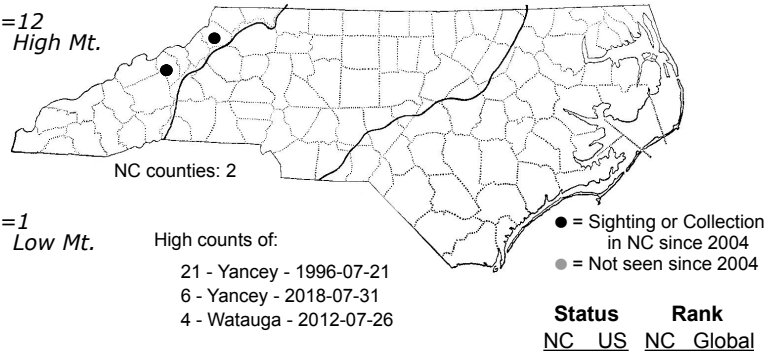 =12
High Mt.
NC counties: 2
=1
Low Mt.
High counts of:
21 - Yancey - 1996-07-21
6 - Yancey - 2018-07-31
4 - Watauga - 2012-07-26
● = Sighting or Collection
in NC since 2004
● = Not seen since 2004
Status Rank
NC US NC Global